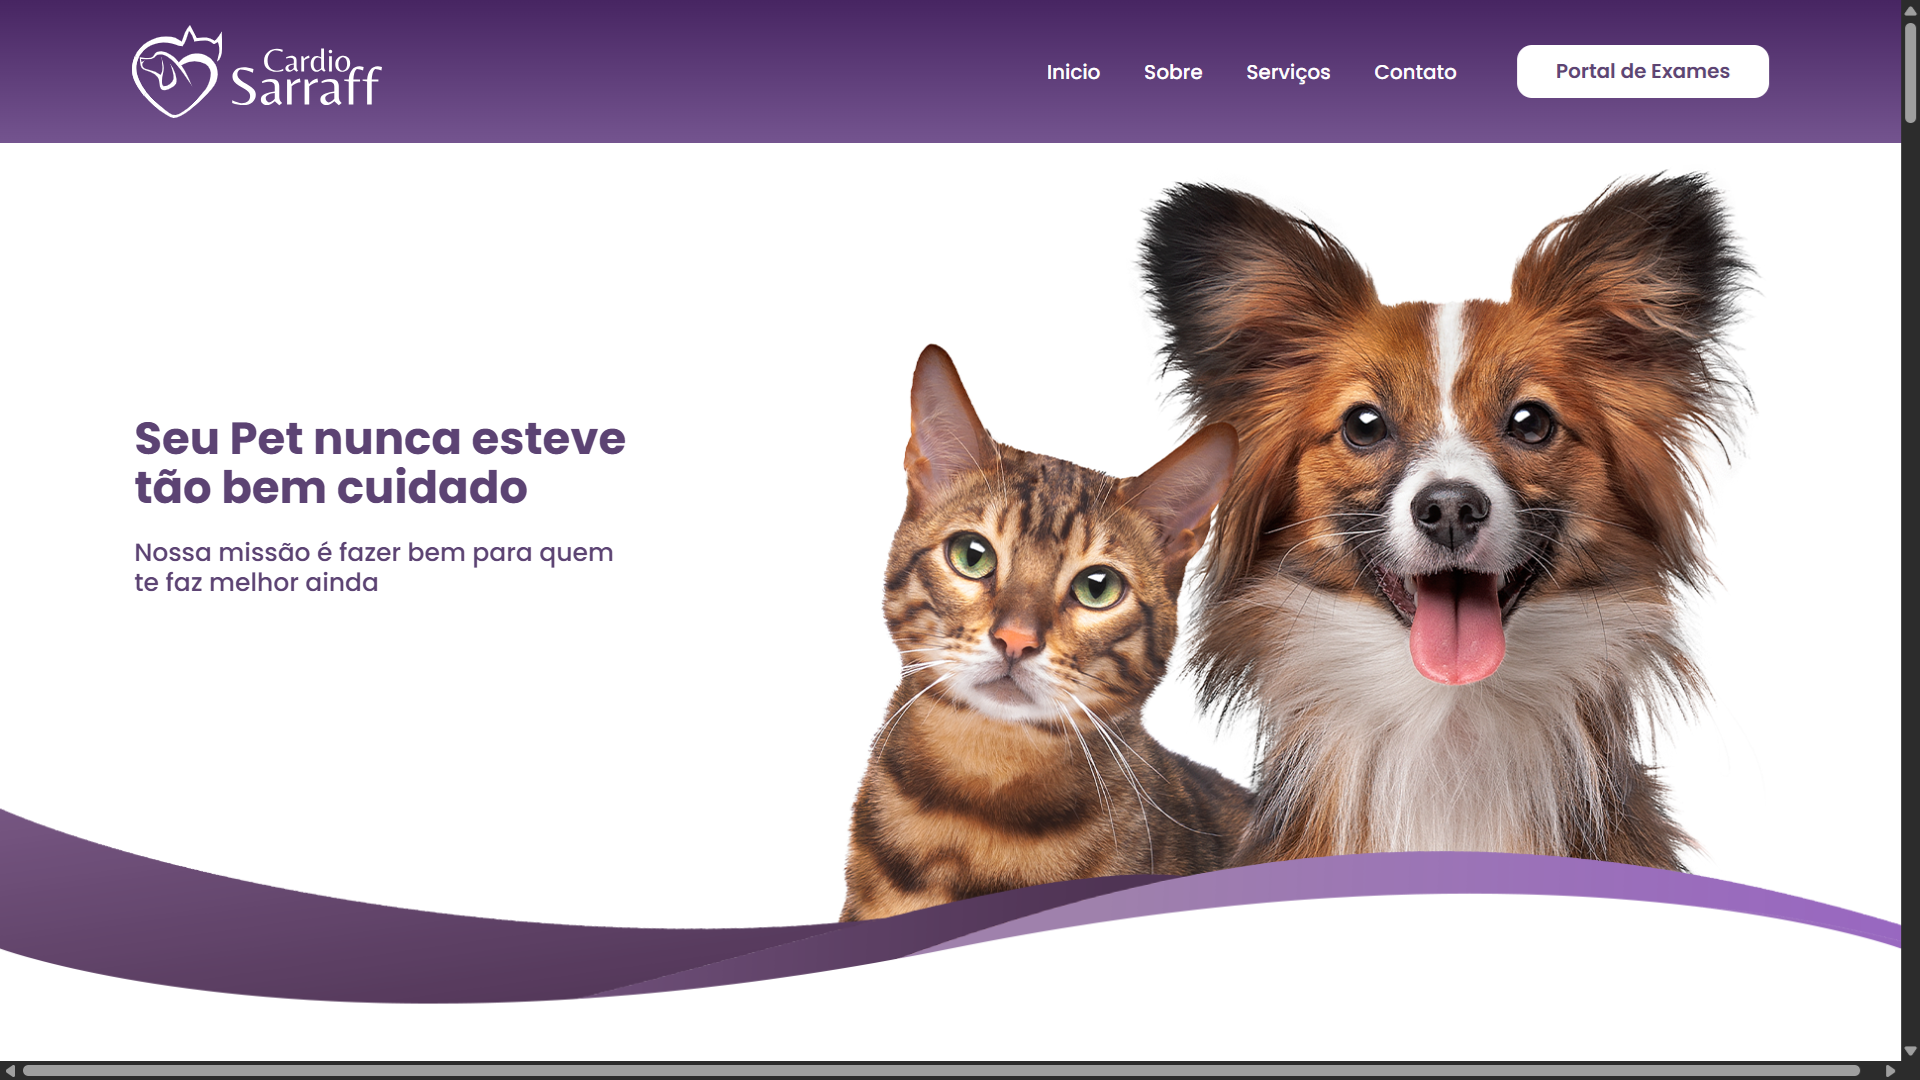 Cardio
Sarraff
Inicio
Sobre
Serviços
Contato
Portal de Exames
Seu Pet nunca esteve
tão bem cuidado
Nossa missão é fazer bem para quem
te faz melhor ainda